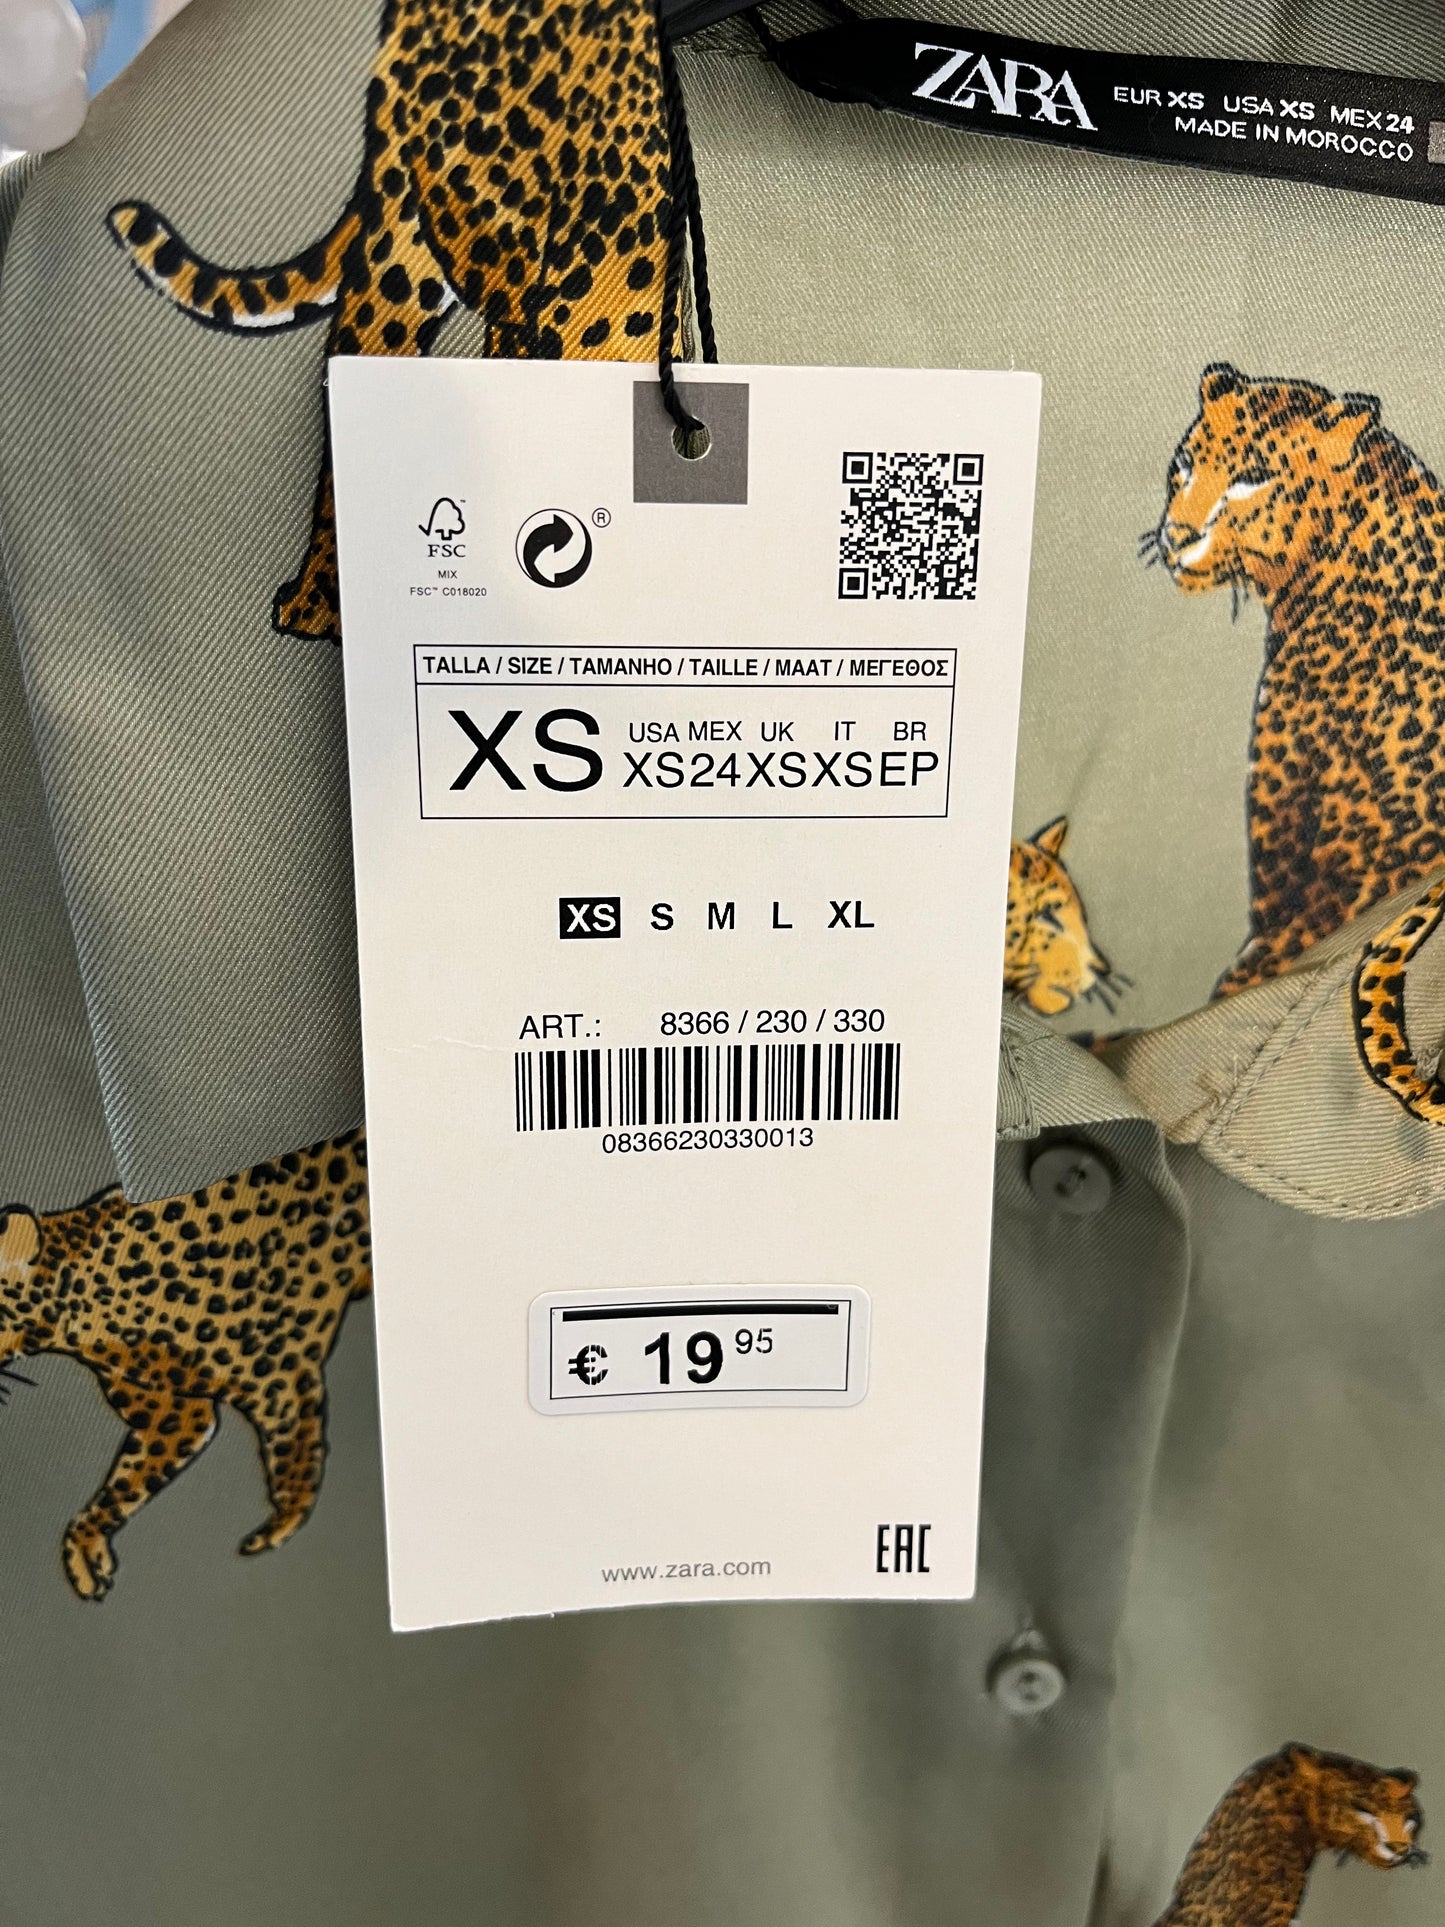 ZARA EUR XS USA XS MEX 24
MADE IN MOROCCO
®
FSC
MIX
FSC™ C018020
TALLA / SIZE / TAMANHO / TAILLE / MAAT / ΜΕΓΕΘΟΣ
USA MEX UK IT BR
XS XS 24 XS XS EP
XS S M L XL
ART.: 8366 / 230 / 330
08366230330013
€ 19 95
www.zara.com
EAC